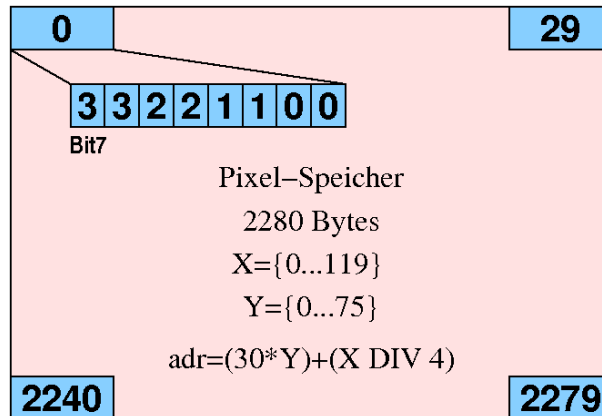 0 29
3 3 2 2 1 1 0 0
Bit7
Pixel–Speicher
2280 Bytes
X={0...119}
Y={0...75}
adr=(30*Y)+(X DIV 4)
2240 2279